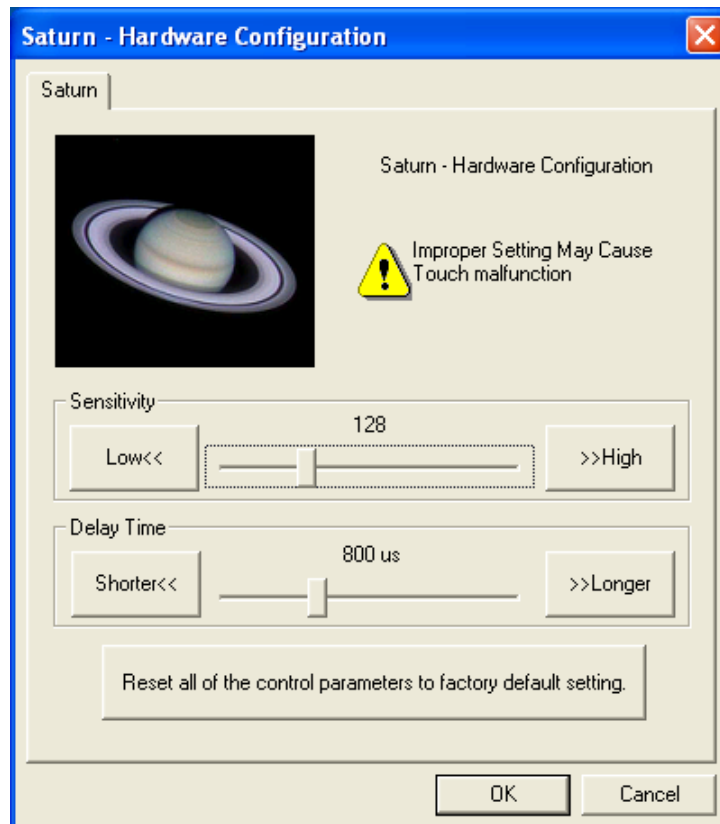 Saturn - Hardware Configuration
Saturn
Saturn - Hardware Configuration
Improper Setting May Cause
Touch malfunction
Sensitivity
128
Low<<
>>High
Delay Time
800 us
Shorter<<
>>Longer
Reset all of the control parameters to factory default setting.
OK
Cancel